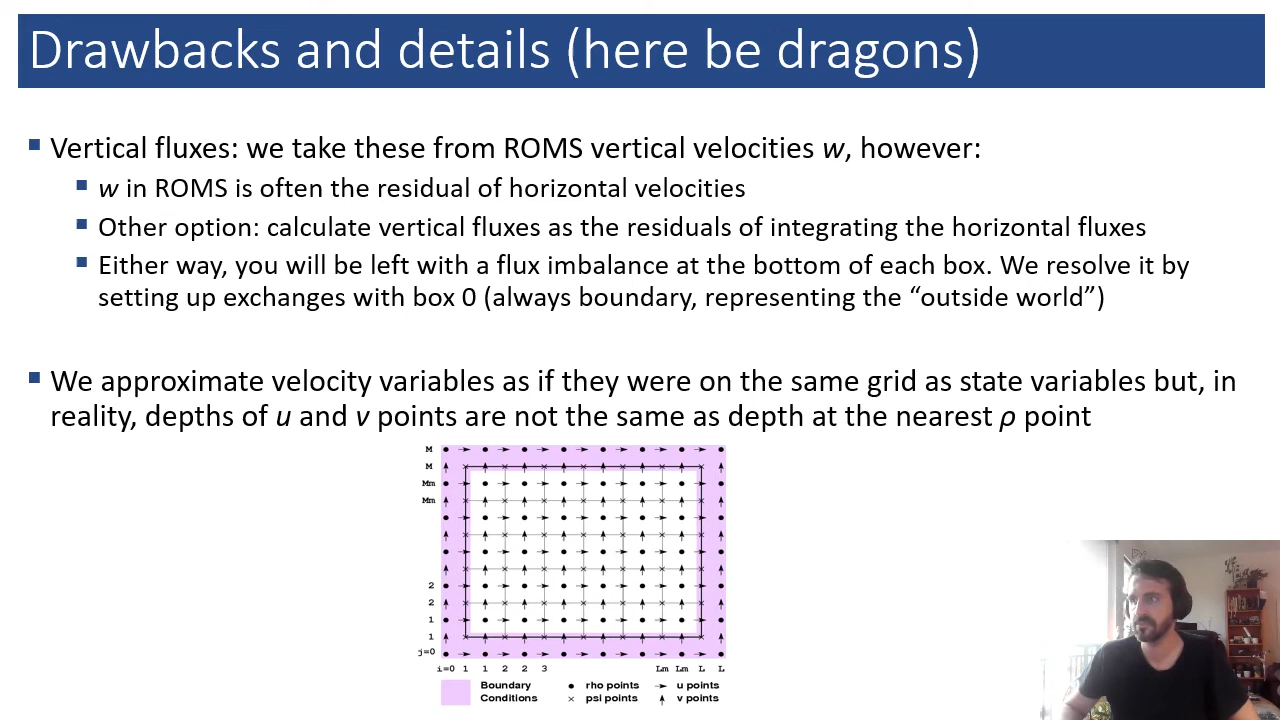 Drawbacks and details (here be dragons)
Vertical fluxes: we take these from ROMS vertical velocities w, however:
w in ROMS is often the residual of horizontal velocities
Other option: calculate vertical fluxes as the residuals of integrating the horizontal fluxes
Either way, you will be left with a flux imbalance at the bottom of each box. We resolve it by
setting up exchanges with box 0 (always boundary, representing the “outside world”)
We approximate velocity variables as if they were on the same grid as state variables but, in
reality, depths of u and v points are not the same as depth at the nearest ρ point
M
M
Mm
Mm
2
2
1
1
j=0
i=0 1 1 2 2 3 Lm Lm L L
Boundary rho points u points
Conditions psi points v points